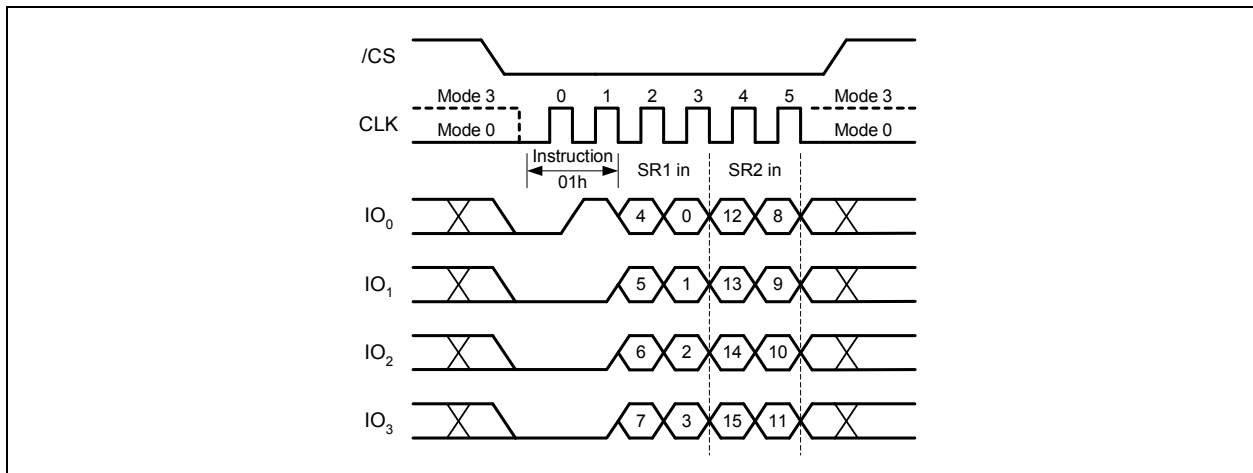 /CS
Mode 3 0 1 2 3 4 5 Mode 3
CLK Mode 0 Mode 0
Instruction SR1 in SR2 in
01h
IO0 4 0 12 8
IO1 5 1 13 9
IO2 6 2 14 10
IO3 7 3 15 11